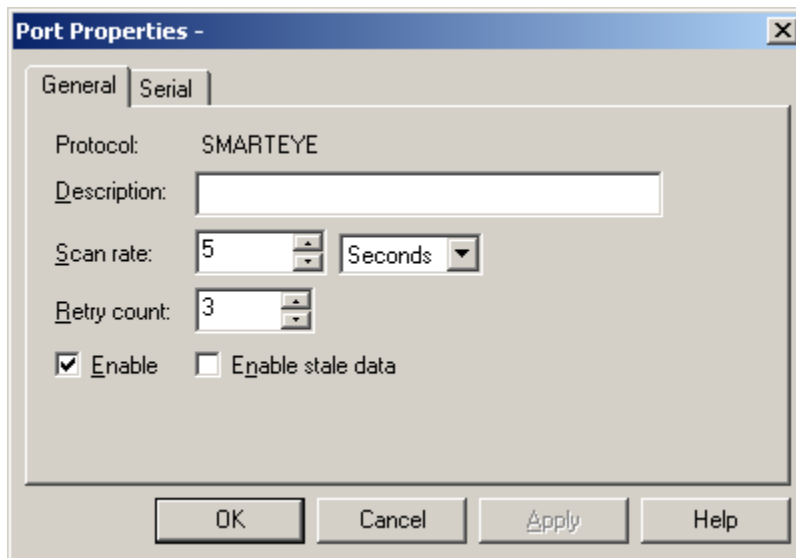 Port Properties -
General Serial
Protocol: SMARTEYE
Description:
Scan rate: 5 Seconds
Retry count: 3
Enable Enable stale data
OK Cancel Apply Help